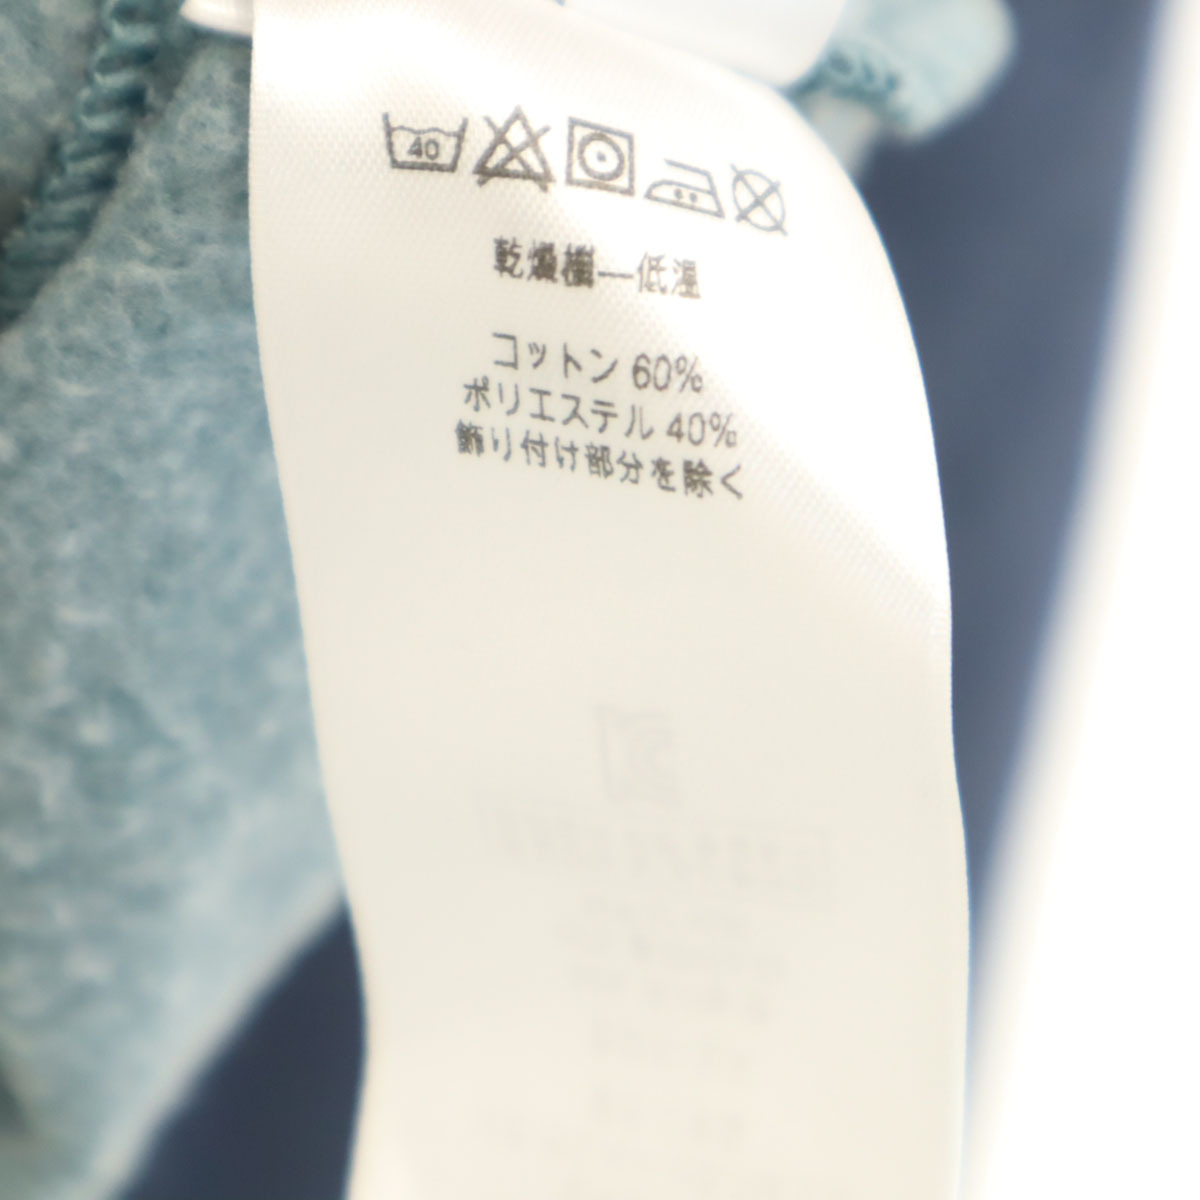 40
乾燥機—低温
コットン 60%
ポリエステル 40%
飾り付け部分を除く